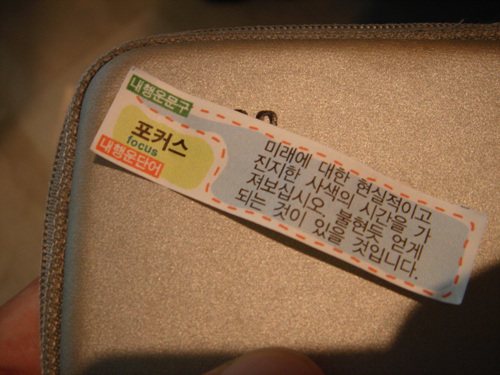 내행운문구
포커스
focus
내행운단어
미래에 대한 현실적이고
진지한 사색의 시간을 가
져보십시오. 불현듯 얻게
되는 것이 있을 것입니다.